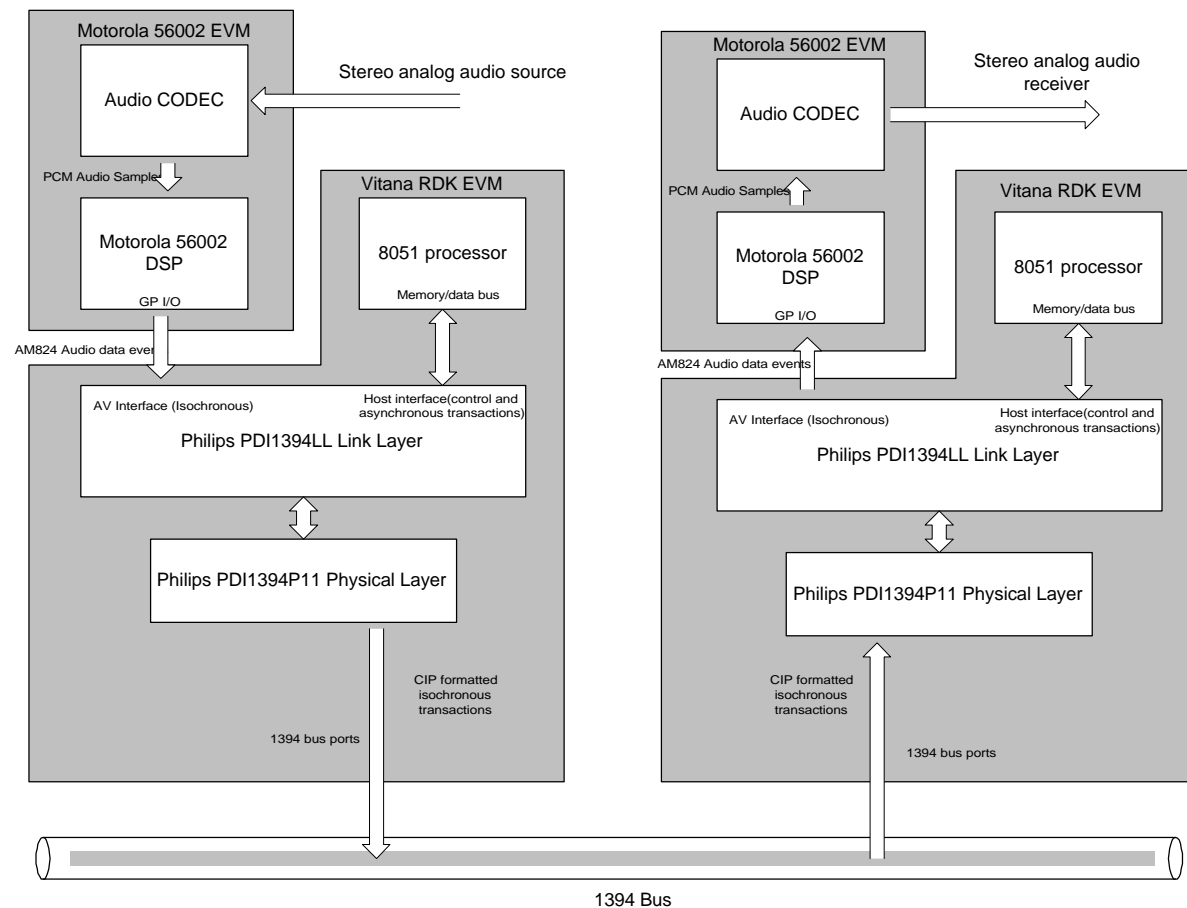 Motorola 56002 EVM
Audio CODEC
Stereo analog audio source
PCM Audio Samples
Motorola 56002
DSP
GP I/O
AM824 Audio data even
Vitana RDK EVM
8051 processor
Memory/data bus
AV Interface (Isochronous)
Host interface(control and
asynchronous transactions)
Philips PDI1394LL Link Layer
Philips PDI1394P11 Physical Layer
CIP formatted
isochronous
transactions
1394 bus ports
Motorola 56002 EVM
Audio CODEC
Stereo analog audio
receiver
PCM Audio Samples
Motorola 56002
DSP
GP I/O
AM824 Audio data events
Vitana RDK EVM
8051 processor
Memory/data bus
AV Interface (Isochronous)
Host interface(control and
asynchronous transactions)
Philips PDI1394LL Link Layer
Philips PDI1394P11 Physical Layer
CIP formatted
isochronous
transactions
1394 bus ports
1394 Bus